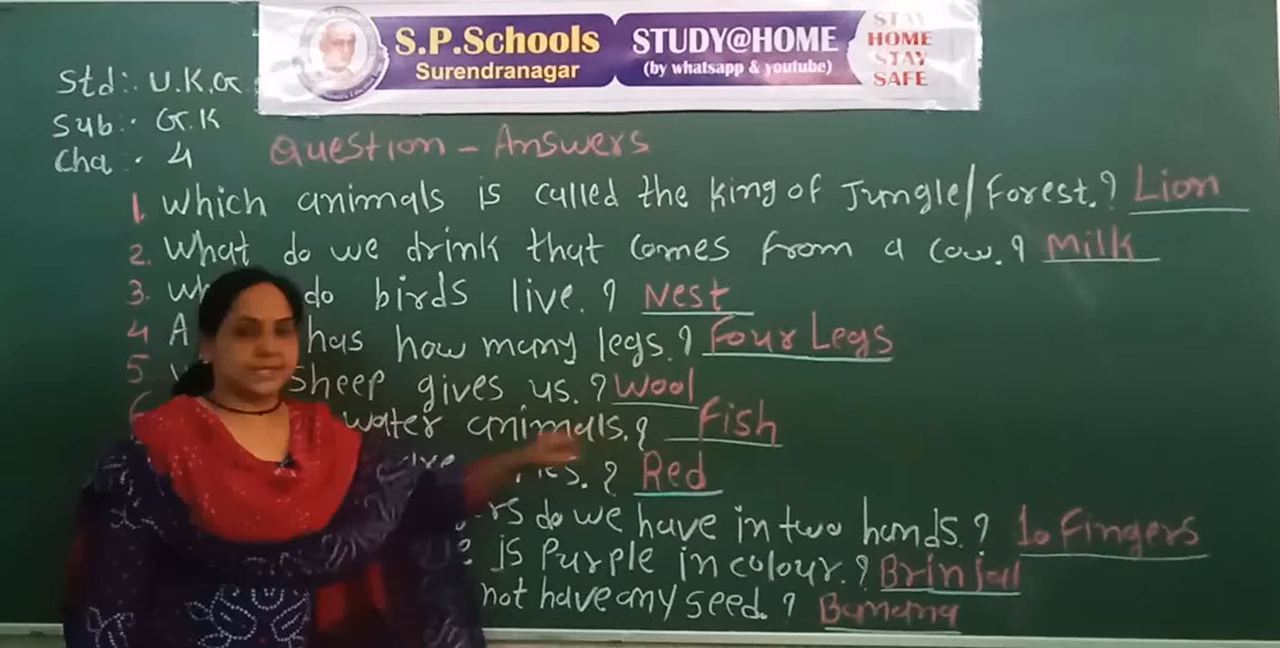 S.P.Schools
Surendranagar
STUDY@HOME
(by whatsapp & youtube)
STAY
HOME
STAY
SAFE
Std:- U.K.G
Sub:- G.K
Cha :- 4
Question - Answers
1. Which animals is called the king of Jungle/Forest.? Lion
2. What do we drink that comes from a cow.? Milk
3. do birds live.? Nest
4 A has how many legs.? Four Legs
5. Sheep gives us.? Wool
water animals.? Fish
.? Red
do we have in two hands.? 10 Fingers
is Purple in colour.? Brinjal
not have any seed.? Banana